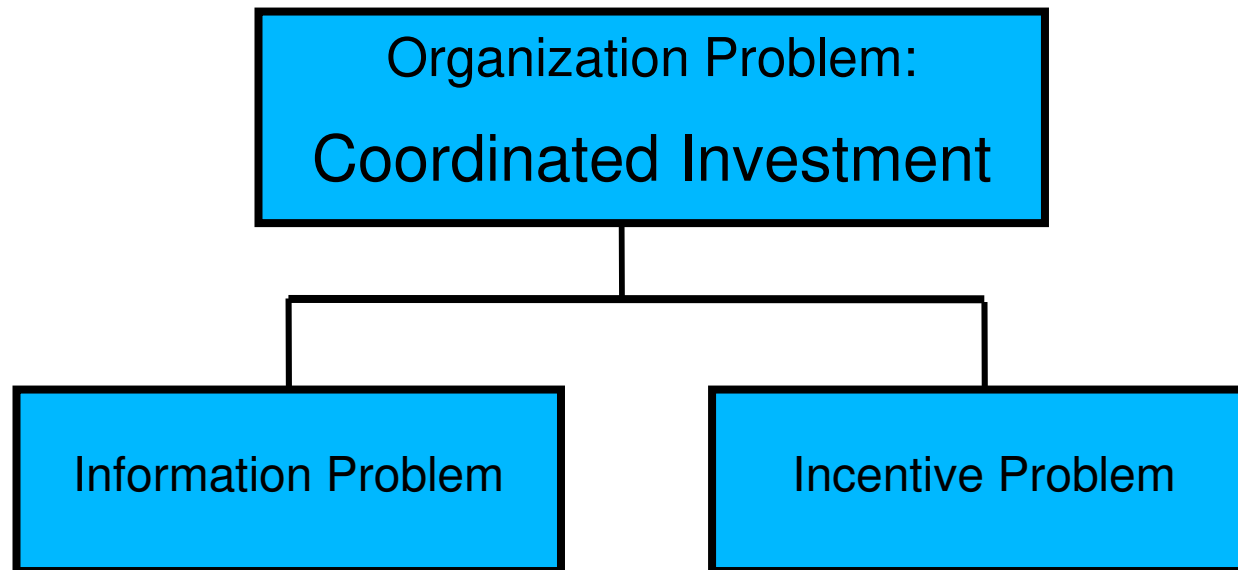 Organization Problem:
Coordinated Investment
Information Problem
Incentive Problem